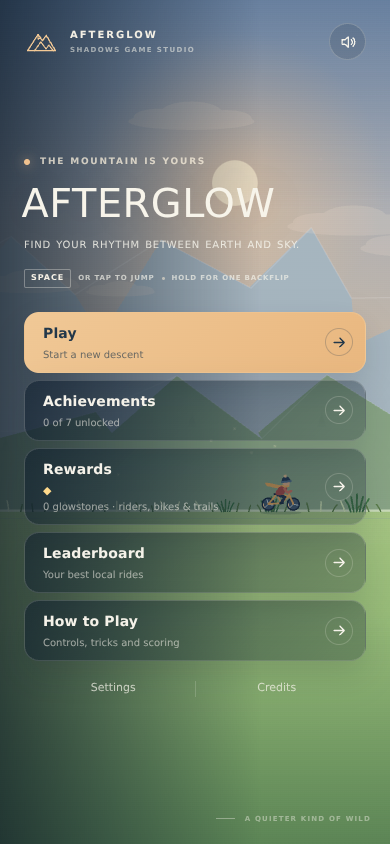 AFTERGLOW
SHADOWS GAME STUDIO
THE MOUNTAIN IS YOURS
AFTERGLOW
FIND YOUR RHYTHM BETWEEN EARTH AND SKY.
SPACE OR TAP TO JUMP • HOLD FOR ONE BACKFLIP
Play
Start a new descent
Achievements
0 of 7 unlocked
Rewards
◆
0 glowstones · riders, bikes & trails
Leaderboard
Your best local rides
How to Play
Controls, tricks and scoring
Settings
Credits
A QUIETER KIND OF WILD